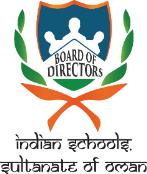 BOARD OF
DIRECTORS
indian schools,
sultanate of oman